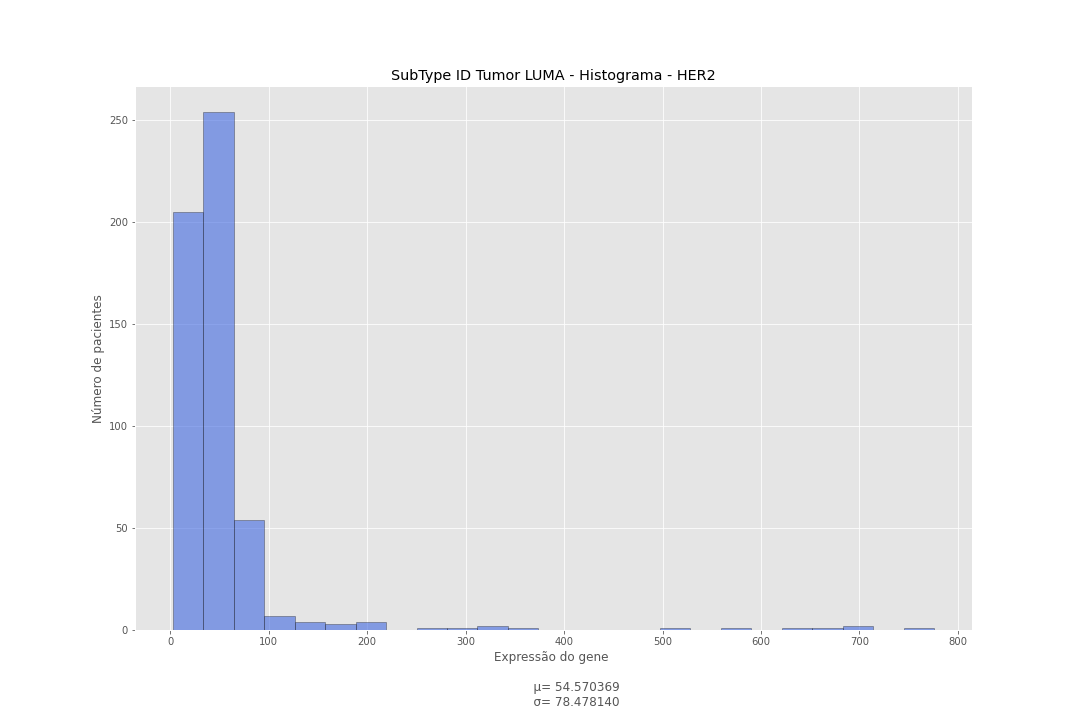 SubType ID Tumor LUMA - Histograma - HER2
250
200
150
100
50
0
Número de pacientes
0 100 200 300 400 500 600 700 800
Expressão do gene
μ= 54.570369
σ= 78.478140